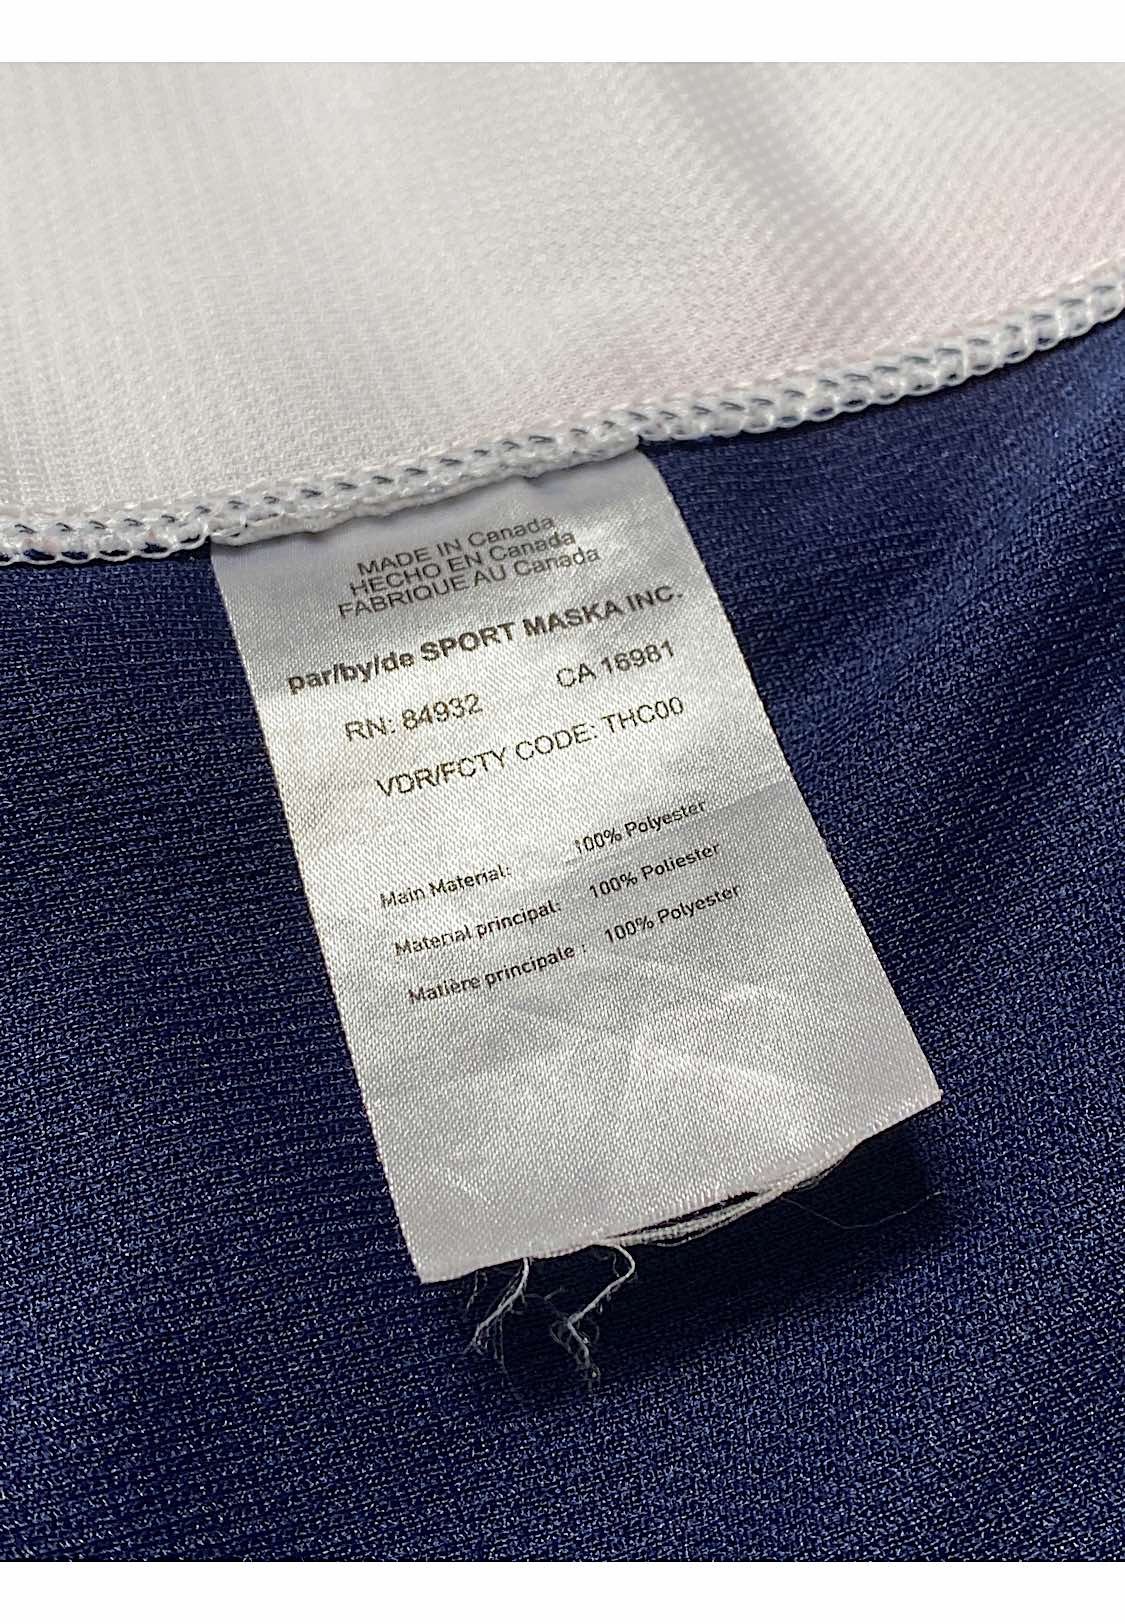 MADE IN Canada
HECHO EN Canada
FABRIQUE AU Canada
par/by/de SPORT MASKA INC.
RN: 84932 CA 16981
VDR/FCTY CODE: THC00
Main Material: 100% Polyester
Material principal: 100% Poliester
Matière principale : 100% Polyester